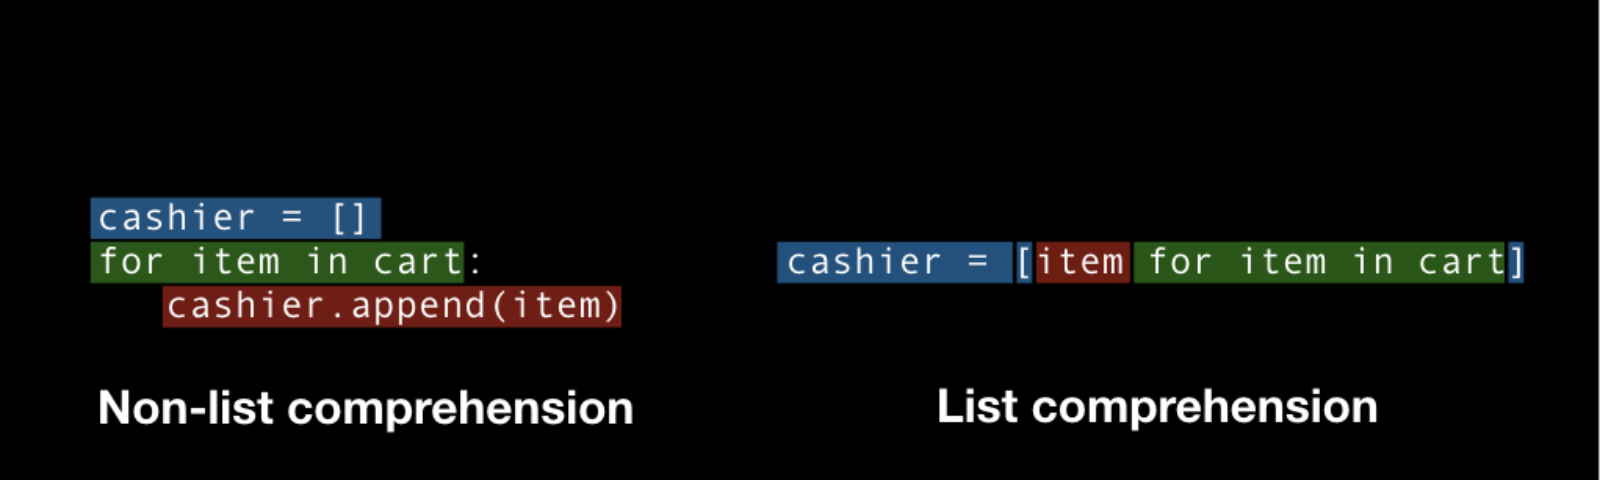 cashier = []
for item in cart:
    cashier.append(item)
Non-list comprehension
cashier = [item for item in cart]
List comprehension